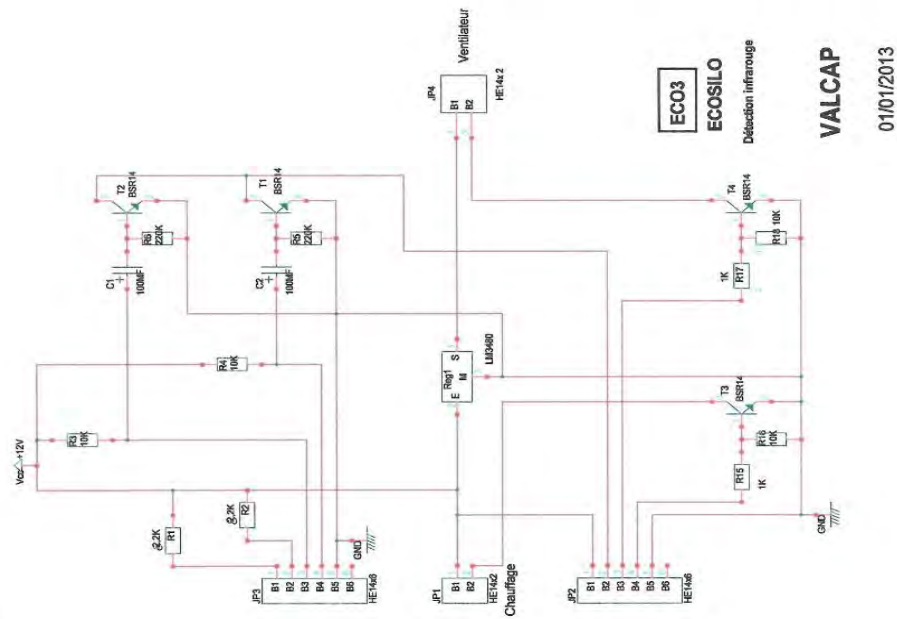 Vcc +12V
R3
10K
R4
10K
C1
100MF
C2
100MF
R6
220K
R5
220K
T2
BSR14
T1
BSR14
2,2K
R1
2,2K
R2
JP3
B1
B2
B3
B4
B5
B6
HE14x6
GND
JP1
B1
B2
HE14x2
Chauffage
E Reg1 S
M
LM3480
JP4
B1
B2
HE14x 2
Ventilateur
JP2
B1
B2
B3
B4
B5
B6
HE14x6
R15
1K
R16
10K
T3
BSR14
1K
R17
R18 10K
T4
BSR14
GND
ECO3
ECOSILO
Détection infrarouge
VALCAP
01/01/2013